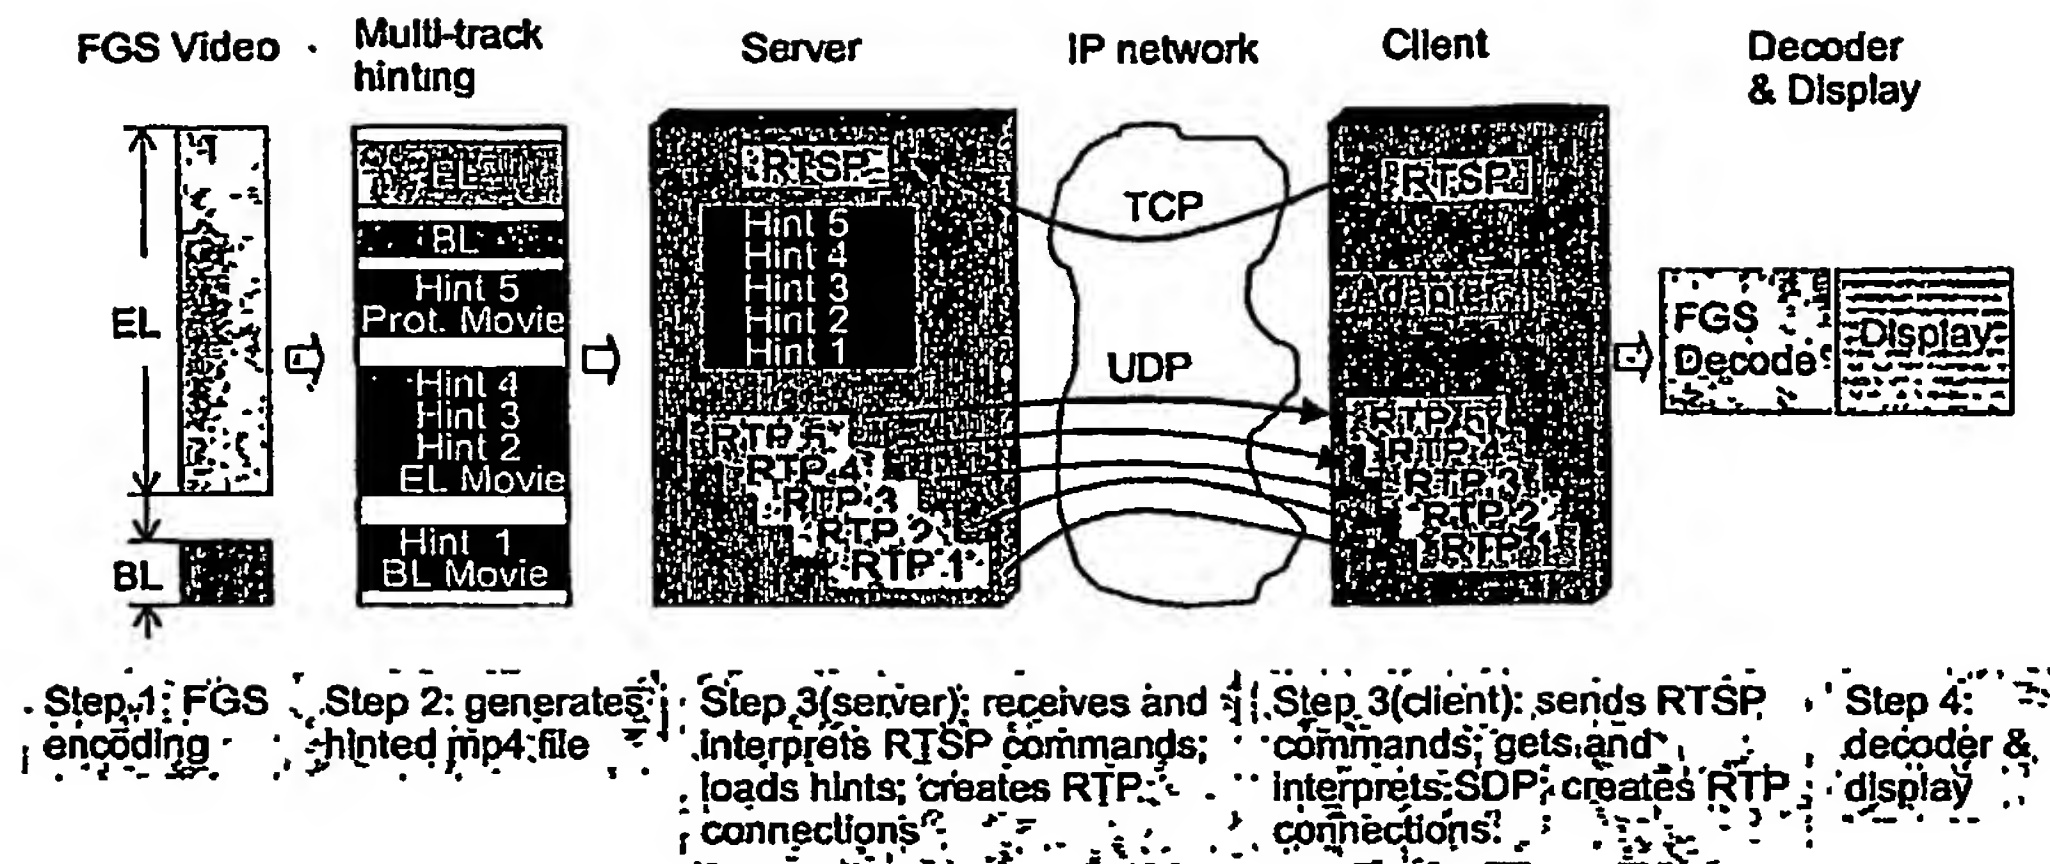 FGS Video
Multi-track
hinting
Server
IP network
Client
Decoder
& Display
EL
BL
EL
BL
Hint 5
Prot. Movie
Hint 4
Hint 3
Hint 2
EL Movie
Hint 1
BL Movie
RTSP
Hint 5
Hint 4
Hint 3
Hint 2
Hint 1
RTP 5
RTP 4
RTP 3
RTP 2
RTP 1
TCP
UDP
RTSP
RTP 5
RTP 4
RTP 3
RTP 2
RTP 1
FGS
Decode
Display
Step 1: FGS
encoding
Step 2: generates
hinted mp4 file
Step 3(server): receives and
interprets RTSP commands;
loads hints; creates RTP
connections
Step 3(client): sends RTSP
commands; gets and
interprets SDP; creates RTP
connections.
Step 4:
decoder &
display